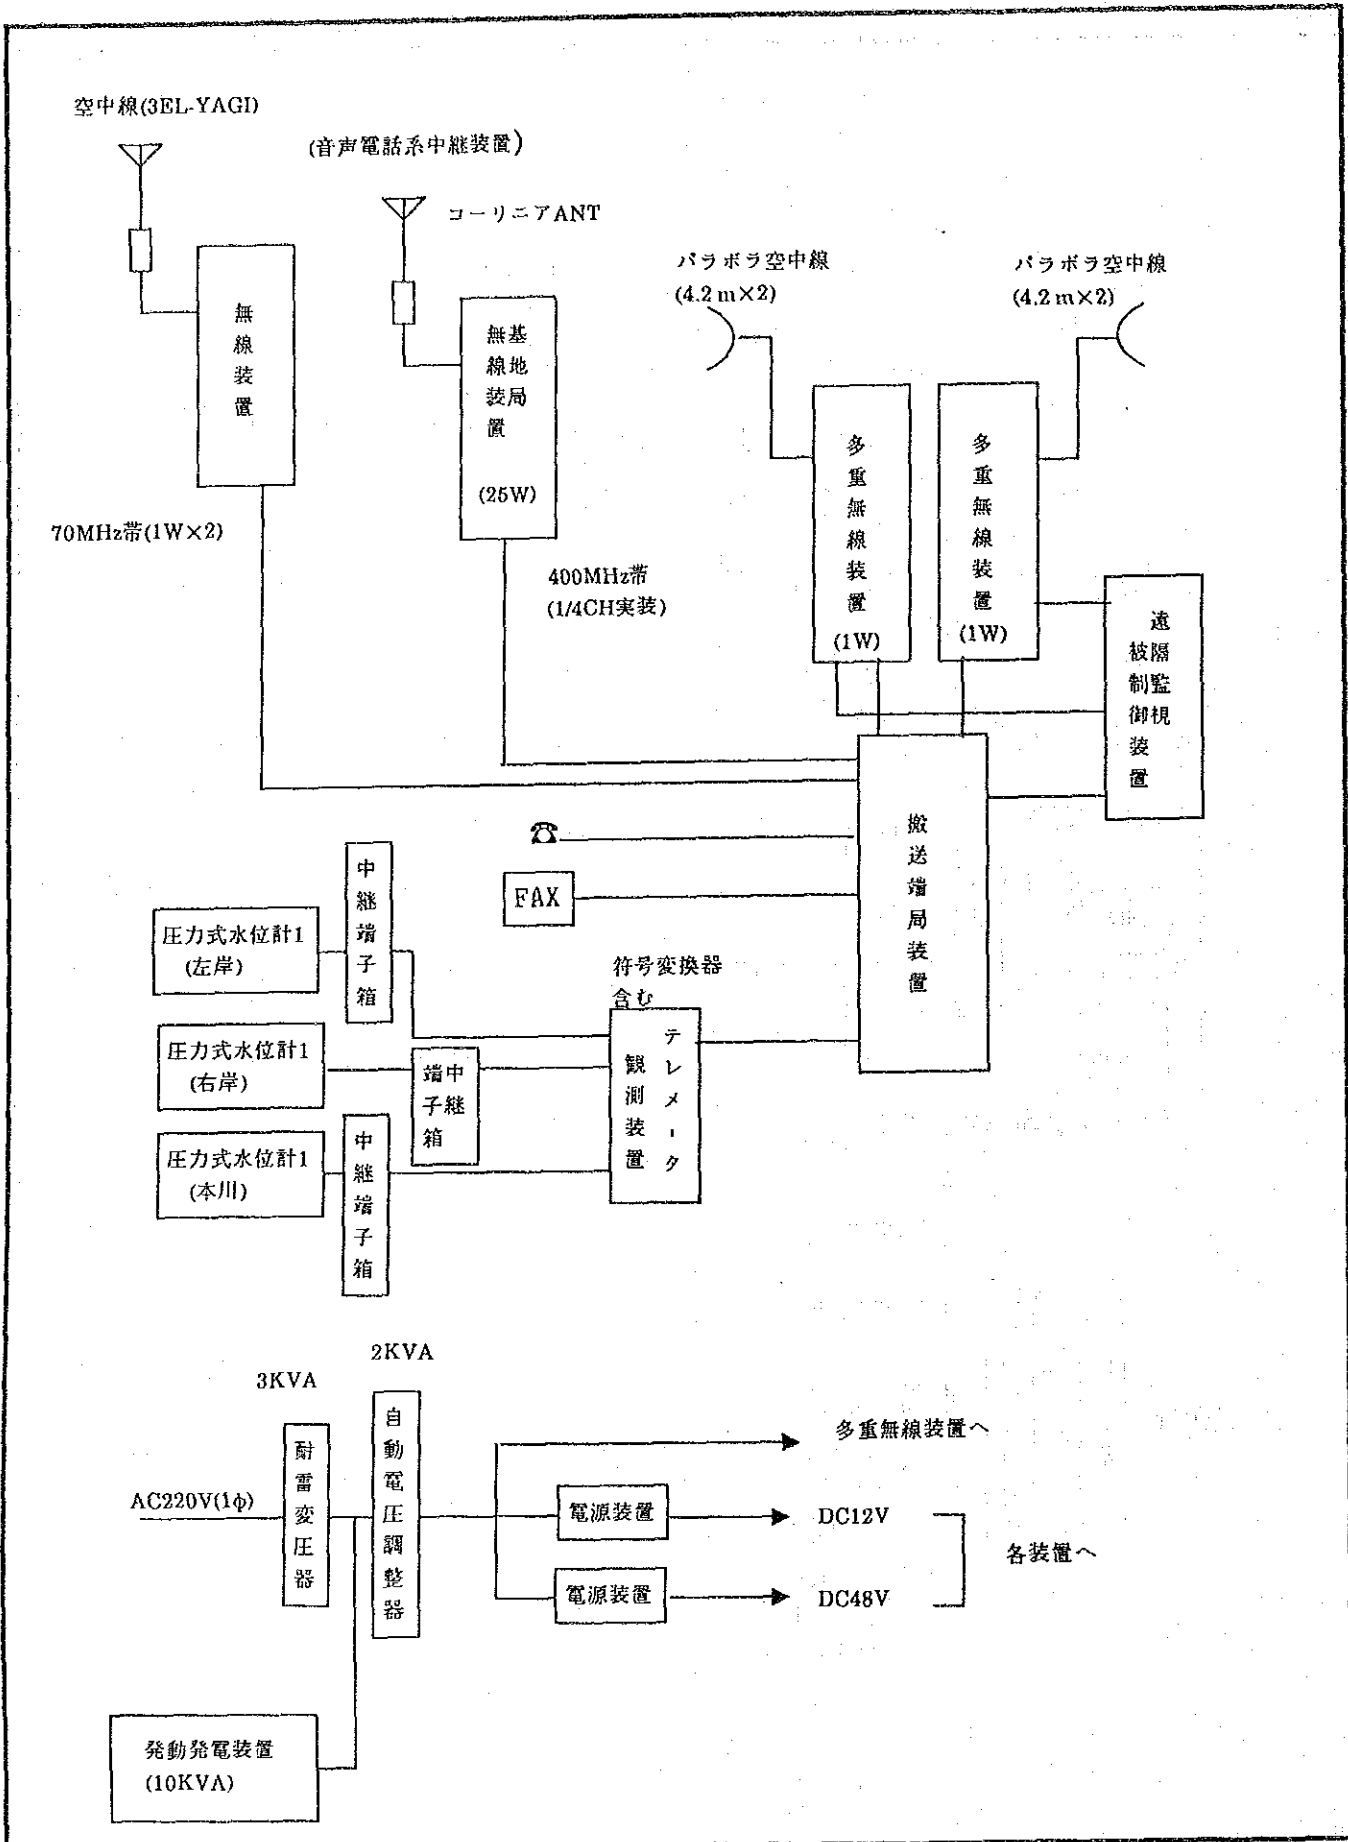 空中線(3EL-YAGI)
(音声電話系中継装置)
コーリニアANT
パラボラ空中線
(4.2m×2)
パラボラ空中線
(4.2m×2)
無線装置
基地局
無線装置
(25W)
多重無線装置
(1W)
多重無線装置
(1W)
70MHz帯(1W×2)
400MHz帯
(1/4CH実装)
遠隔監視
被制御装置
搬送端局装置
☎
FAX
中継端子箱
圧力式水位計1
(左岸)
符号変換器
含む
テレメータ
観測装置
圧力式水位計1
(右岸)
中継
端子箱
圧力式水位計1
(本川)
中継端子箱
2KVA
3KVA
自動電圧調整器
耐雷変圧器
AC220V(1φ)
多重無線装置へ
電源装置
DC12V
各装置へ
電源装置
DC48V
発動発電装置
(10KVA)